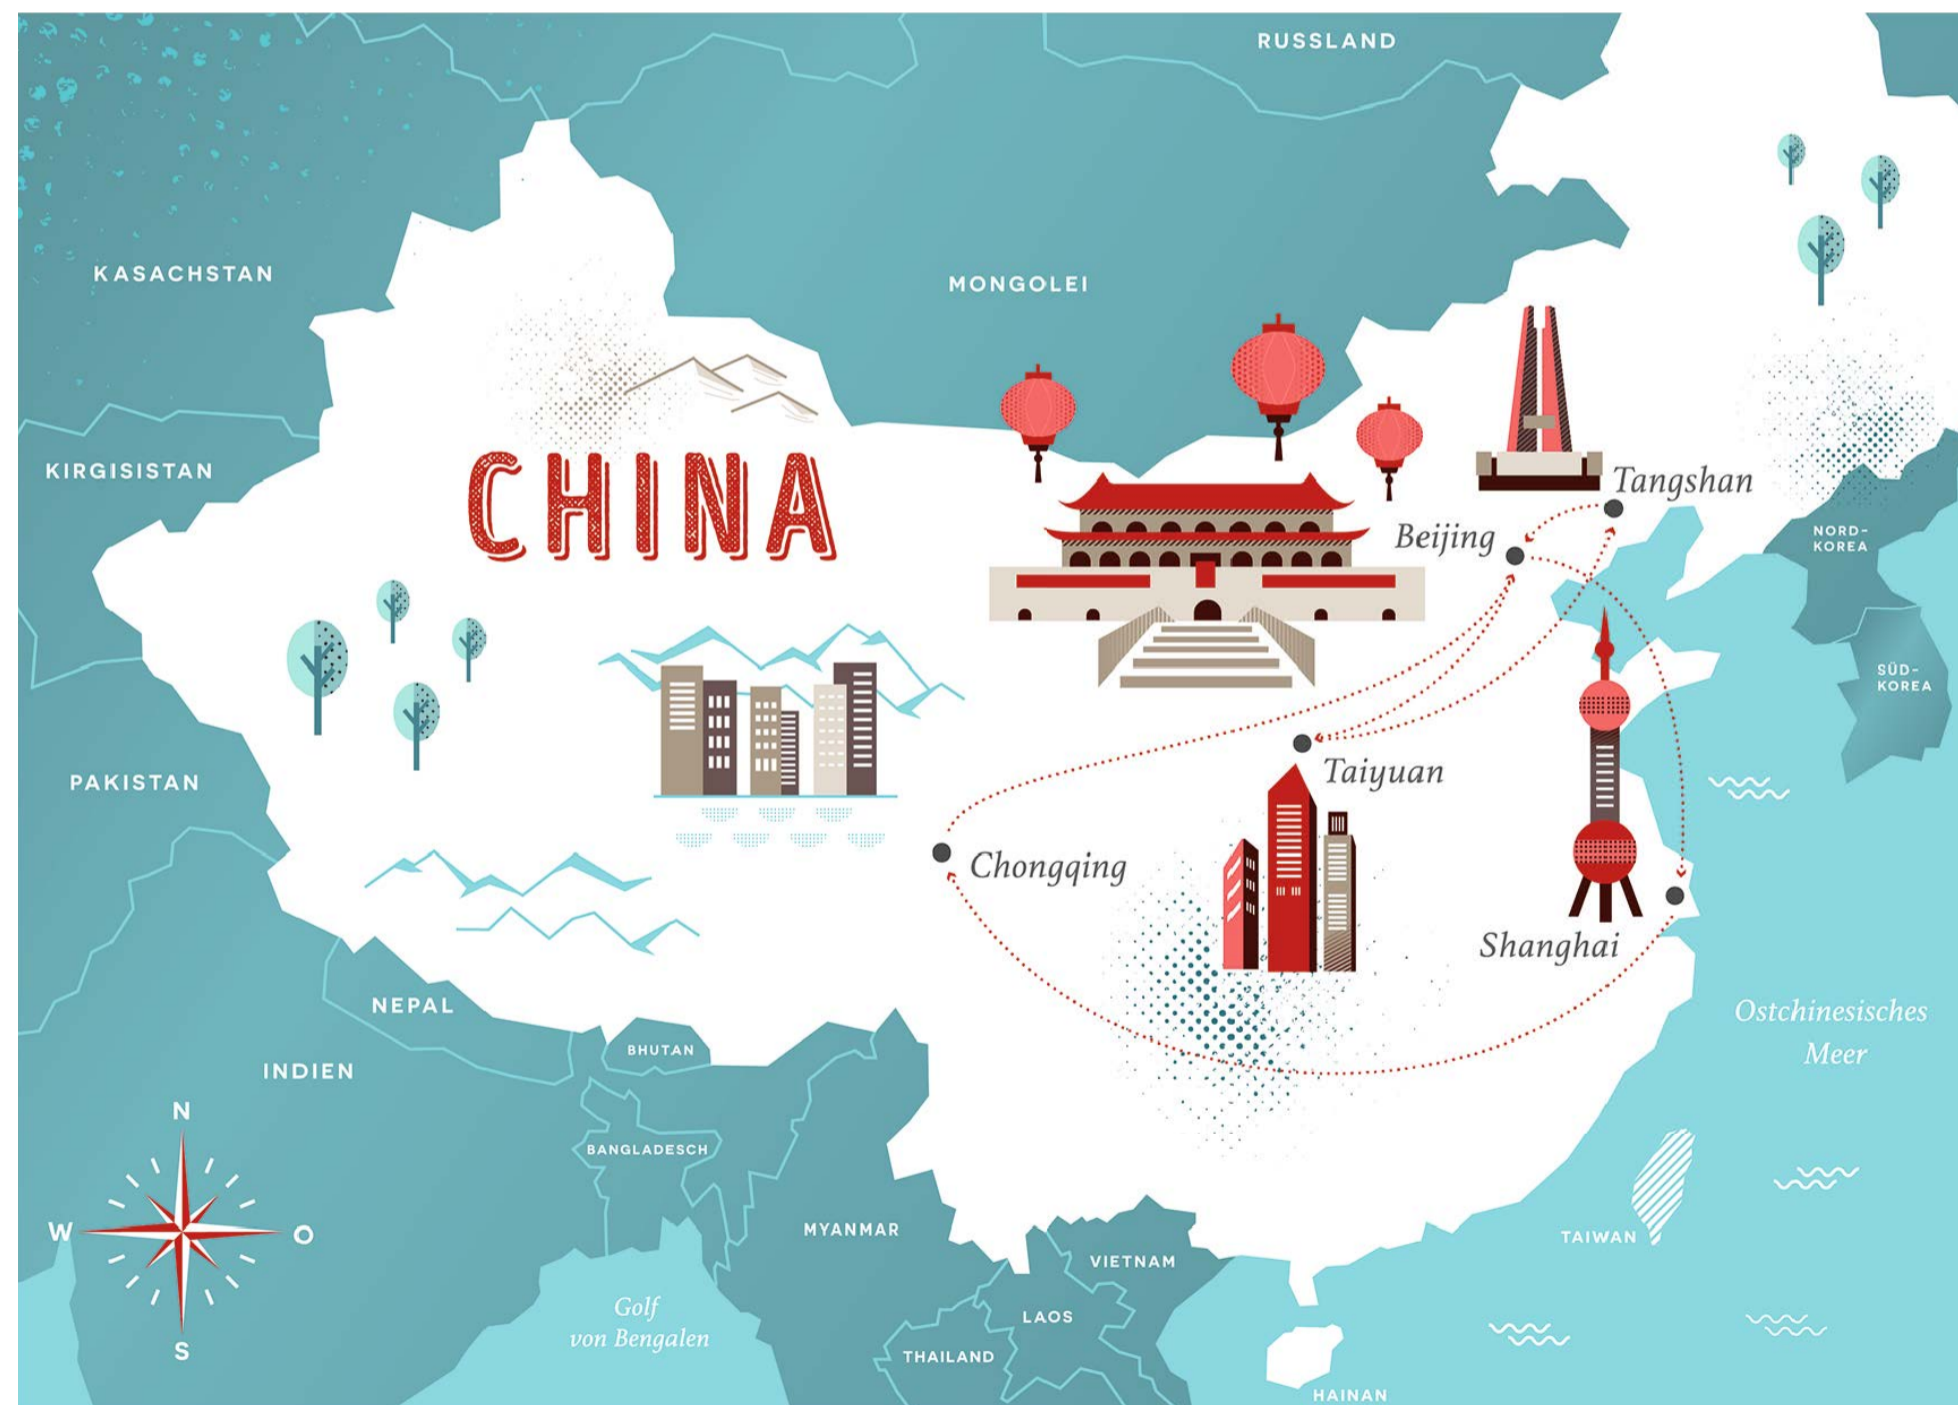 RUSSLAND
KASACHSTAN
MONGOLEI
KIRGISISTAN
CHINA
Tangshan
Beijing
NORD-
KOREA
SÜD-
KOREA
PAKISTAN
Taiyuan
Chongqing
Shanghai
NEPAL
Ostchinesisches
Meer
BHUTAN
INDIEN
N
W
O
S
BANGLADESCH
MYANMAR
TAIWAN
VIETNAM
Golf
von Bengalen
LAOS
THAILAND
HAINAN